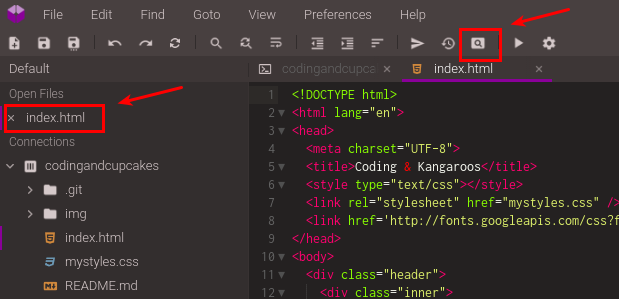 File Edit Find Goto View Preferences Help
Default
codingandcupca
index.html
Open Files
index.html
Connections
codingandcupcakes
.git
img
index.html
mystyles.css
README.md
1 <!DOCTYPE html>
2 <html lang="en">
3 <head>
4 <meta charset="UTF-8">
5 <title>Coding & Kangaroos</title>
6 <style type="text/css"></style>
7 <link rel="stylesheet" href="mystyles.css" />
8 <link href='http://fonts.googleapis.com/css?f
9 </head>
10 <body>
11 <div class="header">
12 <div class="inner">